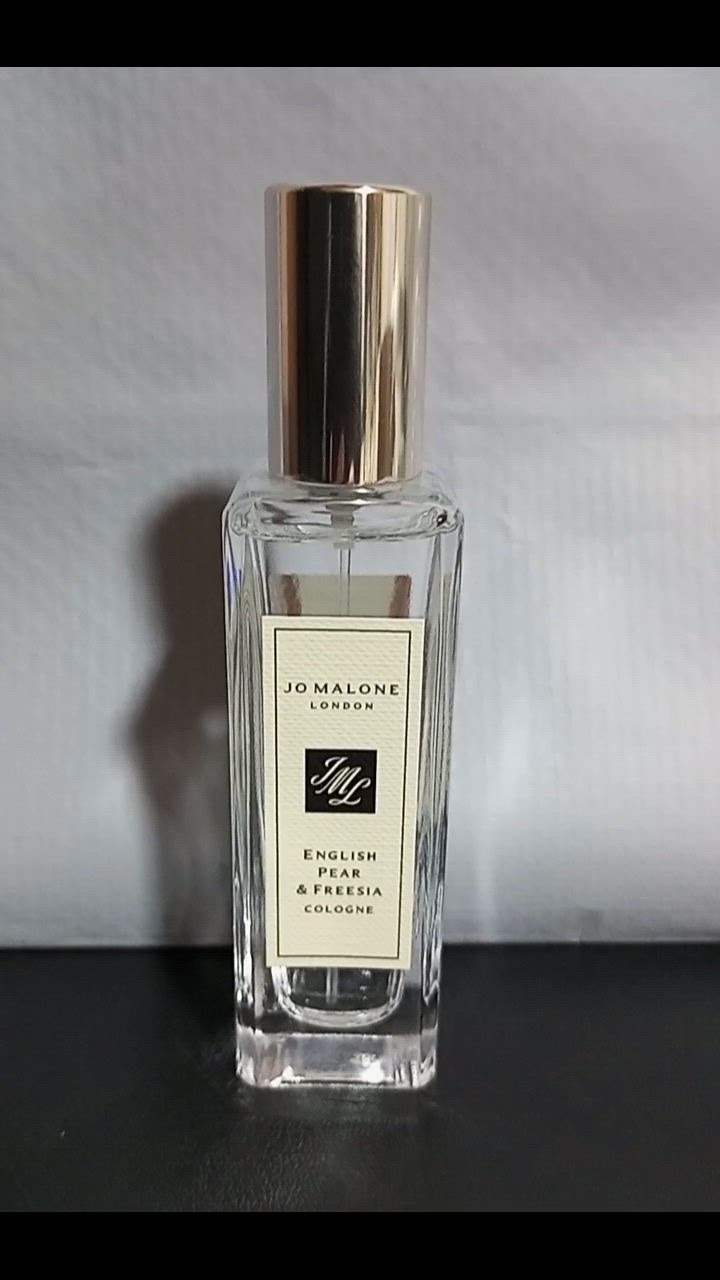 JO MALONE
LONDON
JML
ENGLISH
PEAR
& FREESIA
COLOGNE